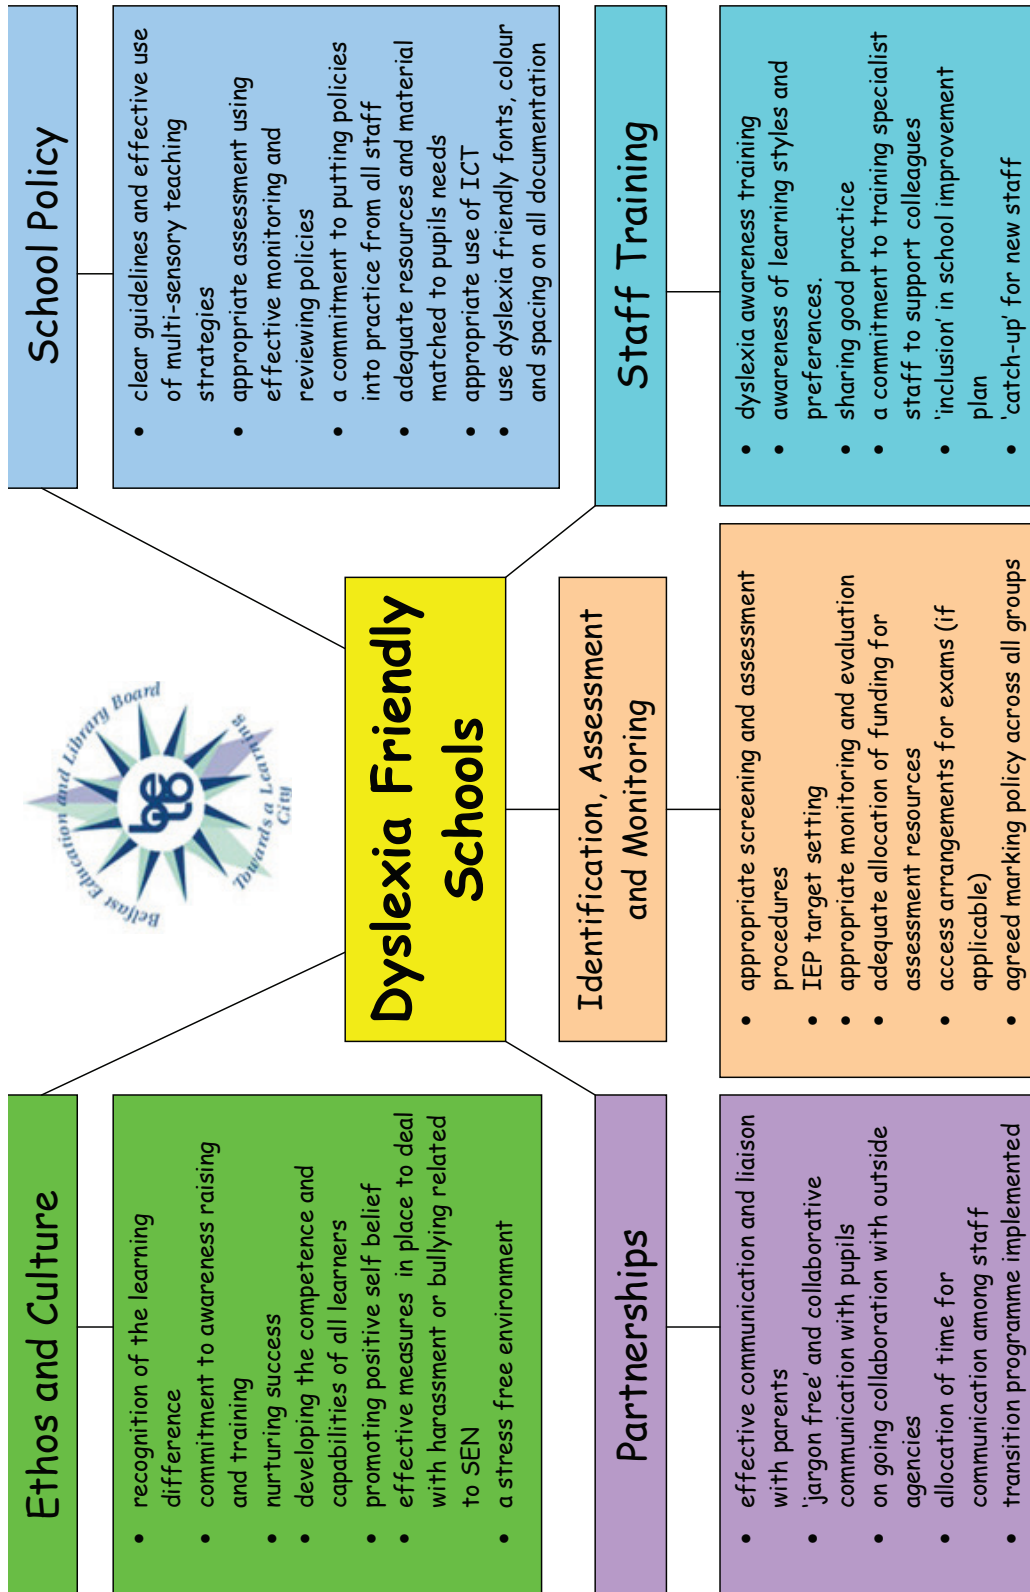 Ethos and Culture
recognition of the learning
difference
commitment to awareness raising
and training
nurturing success
developing the competence and
capabilities of all learners
promoting positive self belief
effective measures in place to deal
with harassment or bullying related
to SEN
a stress free environment
Belfast Education and Library Board
belb
Towards a Learning
City
School Policy
clear guidelines and effective use
of multi-sensory teaching
strategies
appropriate assessment using
effective monitoring and
reviewing policies
a commitment to putting policies
into practice from all staff
adequate resources and material
matched to pupils needs
appropriate use of ICT
use dyslexia friendly fonts, colour
and spacing on all documentation
Dyslexia Friendly
Schools
Partnerships
effective communication and liaison
with parents
'jargon free' and collaborative
communication with pupils
on going collaboration with outside
agencies
allocation of time for
communication among staff
transition programme implemented
Identification, Assessment
and Monitoring
appropriate screening and assessment
procedures
IEP target setting
appropriate monitoring and evaluation
adequate allocation of funding for
assessment resources
access arrangements for exams (if
applicable)
agreed marking policy across all groups
Staff Training
dyslexia awareness training
awareness of learning styles and
preferences.
sharing good practice
a commitment to training specialist
staff to support colleagues
'inclusion' in school improvement
plan
'catch-up' for new staff